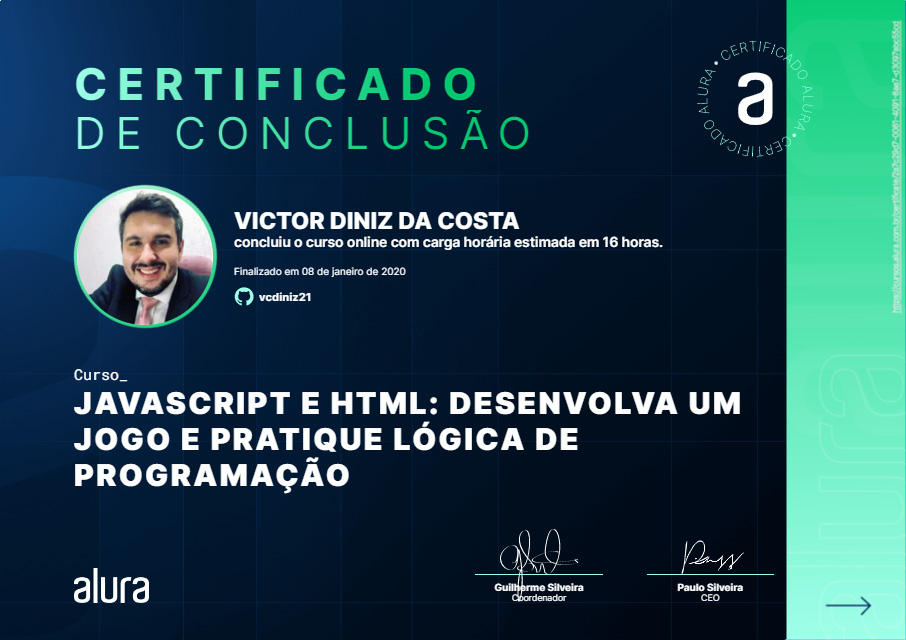 CERTIFICADO
DE CONCLUSÃO
CERTIFICADO ALURA • CERTIFICADO ALURA •
a
VICTOR DINIZ DA COSTA
concluiu o curso online com carga horária estimada em 16 horas.
Finalizado em 08 de janeiro de 2020
vcdiniz21
Curso_
JAVASCRIPT E HTML: DESENVOLVA UM
JOGO E PRATIQUE LÓGICA DE
PROGRAMAÇÃO
alura
Guilherme Silveira
Coordenador
Paulo Silveira
CEO
alura